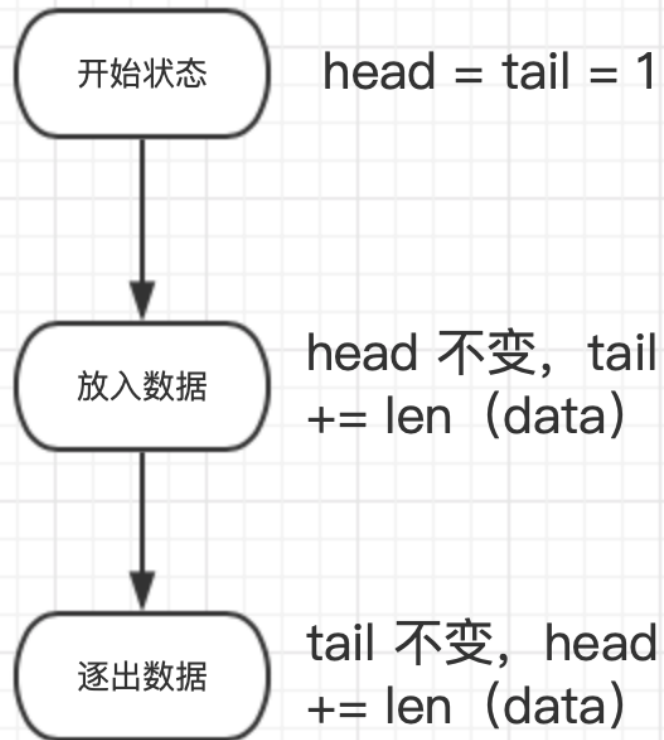 开始状态
head = tail = 1
放入数据
head 不变，tail
+= len（data）
逐出数据
tail 不变，head
+= len（data）